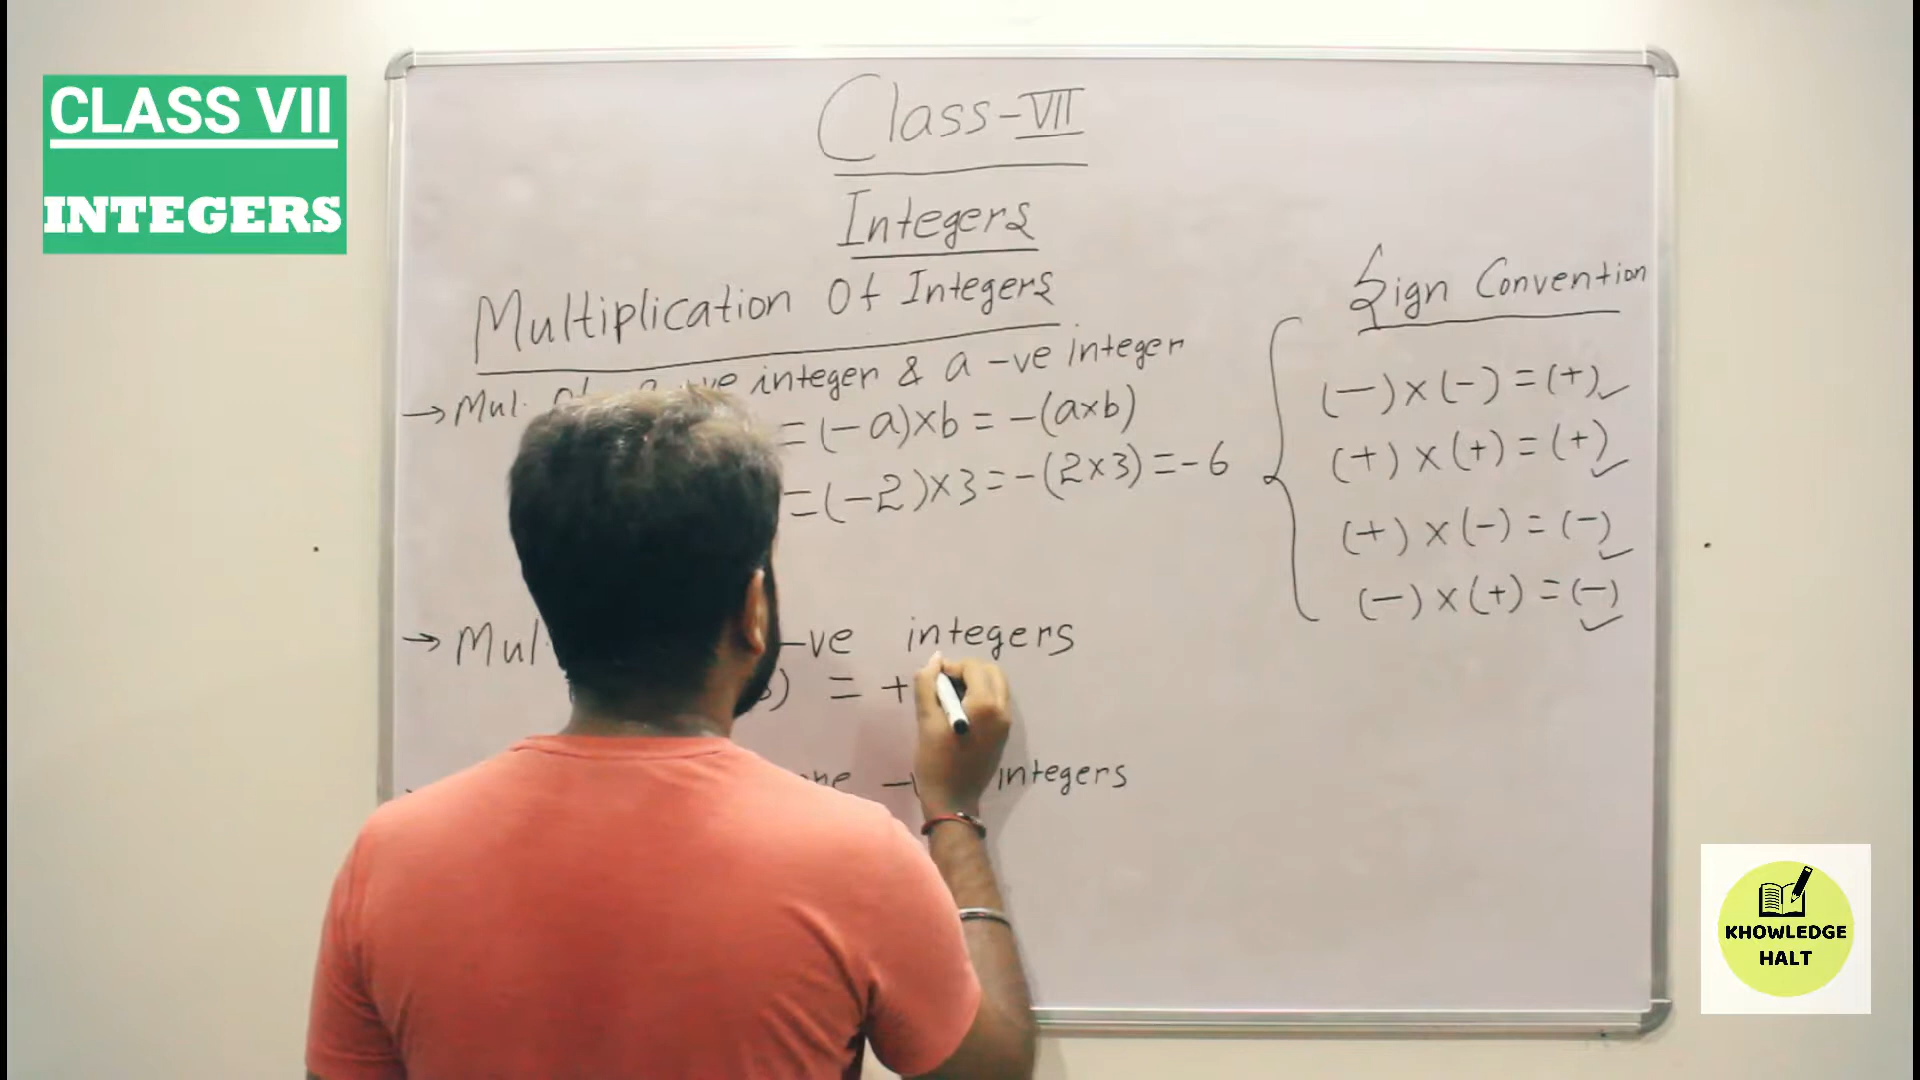 CLASS VII
INTEGERS
Class-VII
Integers
Multiplication Of Integers
→ Mul. integer & a -ve integer
=(-a)×b=-(a×b)
=(-2)×3=-(2×3)=-6
→ Mul -ve integers
) = +
integers
Sign Convention
(-)×(-)=(+)✓
(+)×(+)=(+)✓
(+)×(-)=(-)✓
(-)×(+)=(-)✓
KHOWLEDGE
HALT